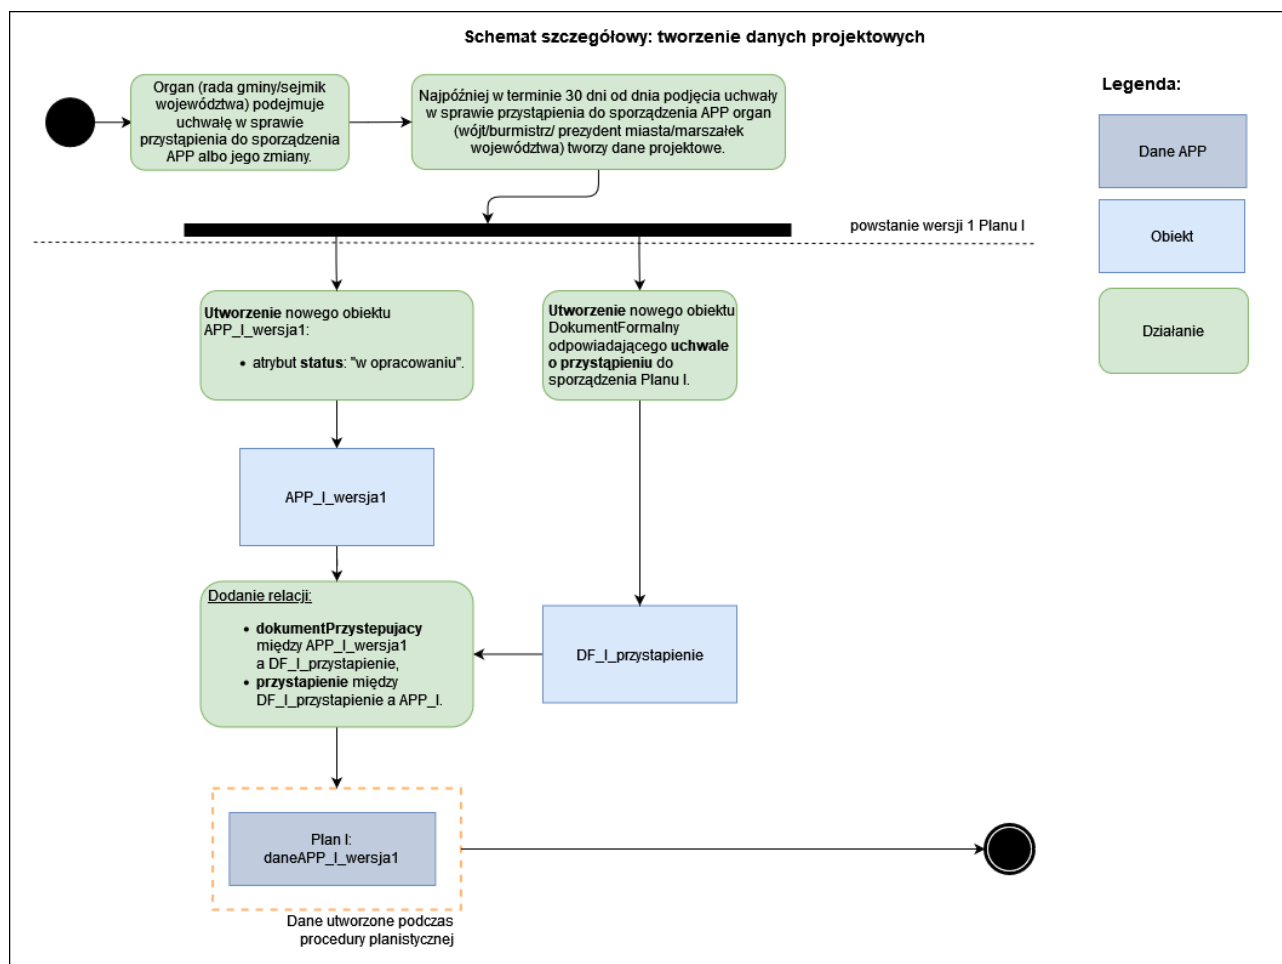 Schemat szczegółowy: tworzenie danych projektowych
Organ (rada gminy/sejmik
województwa) podejmuje
uchwałę w sprawie
przystąpienia do sporządzenia
APP albo jego zmiany.
Najpóźniej w terminie 30 dni od dnia podjęcia uchwały
w sprawie przystąpienia do sporządzenia APP organ
(wójt/burmistrz/ prezydent miasta/marszałek
województwa) tworzy dane projektowe.
Legenda:
Dane APP
Obiekt
Działanie
powstanie wersji 1 Planu I
Utworzenie nowego obiektu
APP_I_wersja1:
• atrybut status: "w opracowaniu".
Utworzenie nowego obiektu
DokumentFormalny
odpowiadającego uchwale
o przystąpieniu do
sporządzenia Planu I.
APP_I_wersja1
Dodanie relacji:
• dokumentPrzystepujacy
między APP_I_wersja1
a DF_I_przystapienie,
• przystapienie między
DF_I_przystapienie a APP_I.
DF_I_przystapienie
Plan I:
daneAPP_I_wersja1
Dane utworzone podczas
procedury planistycznej